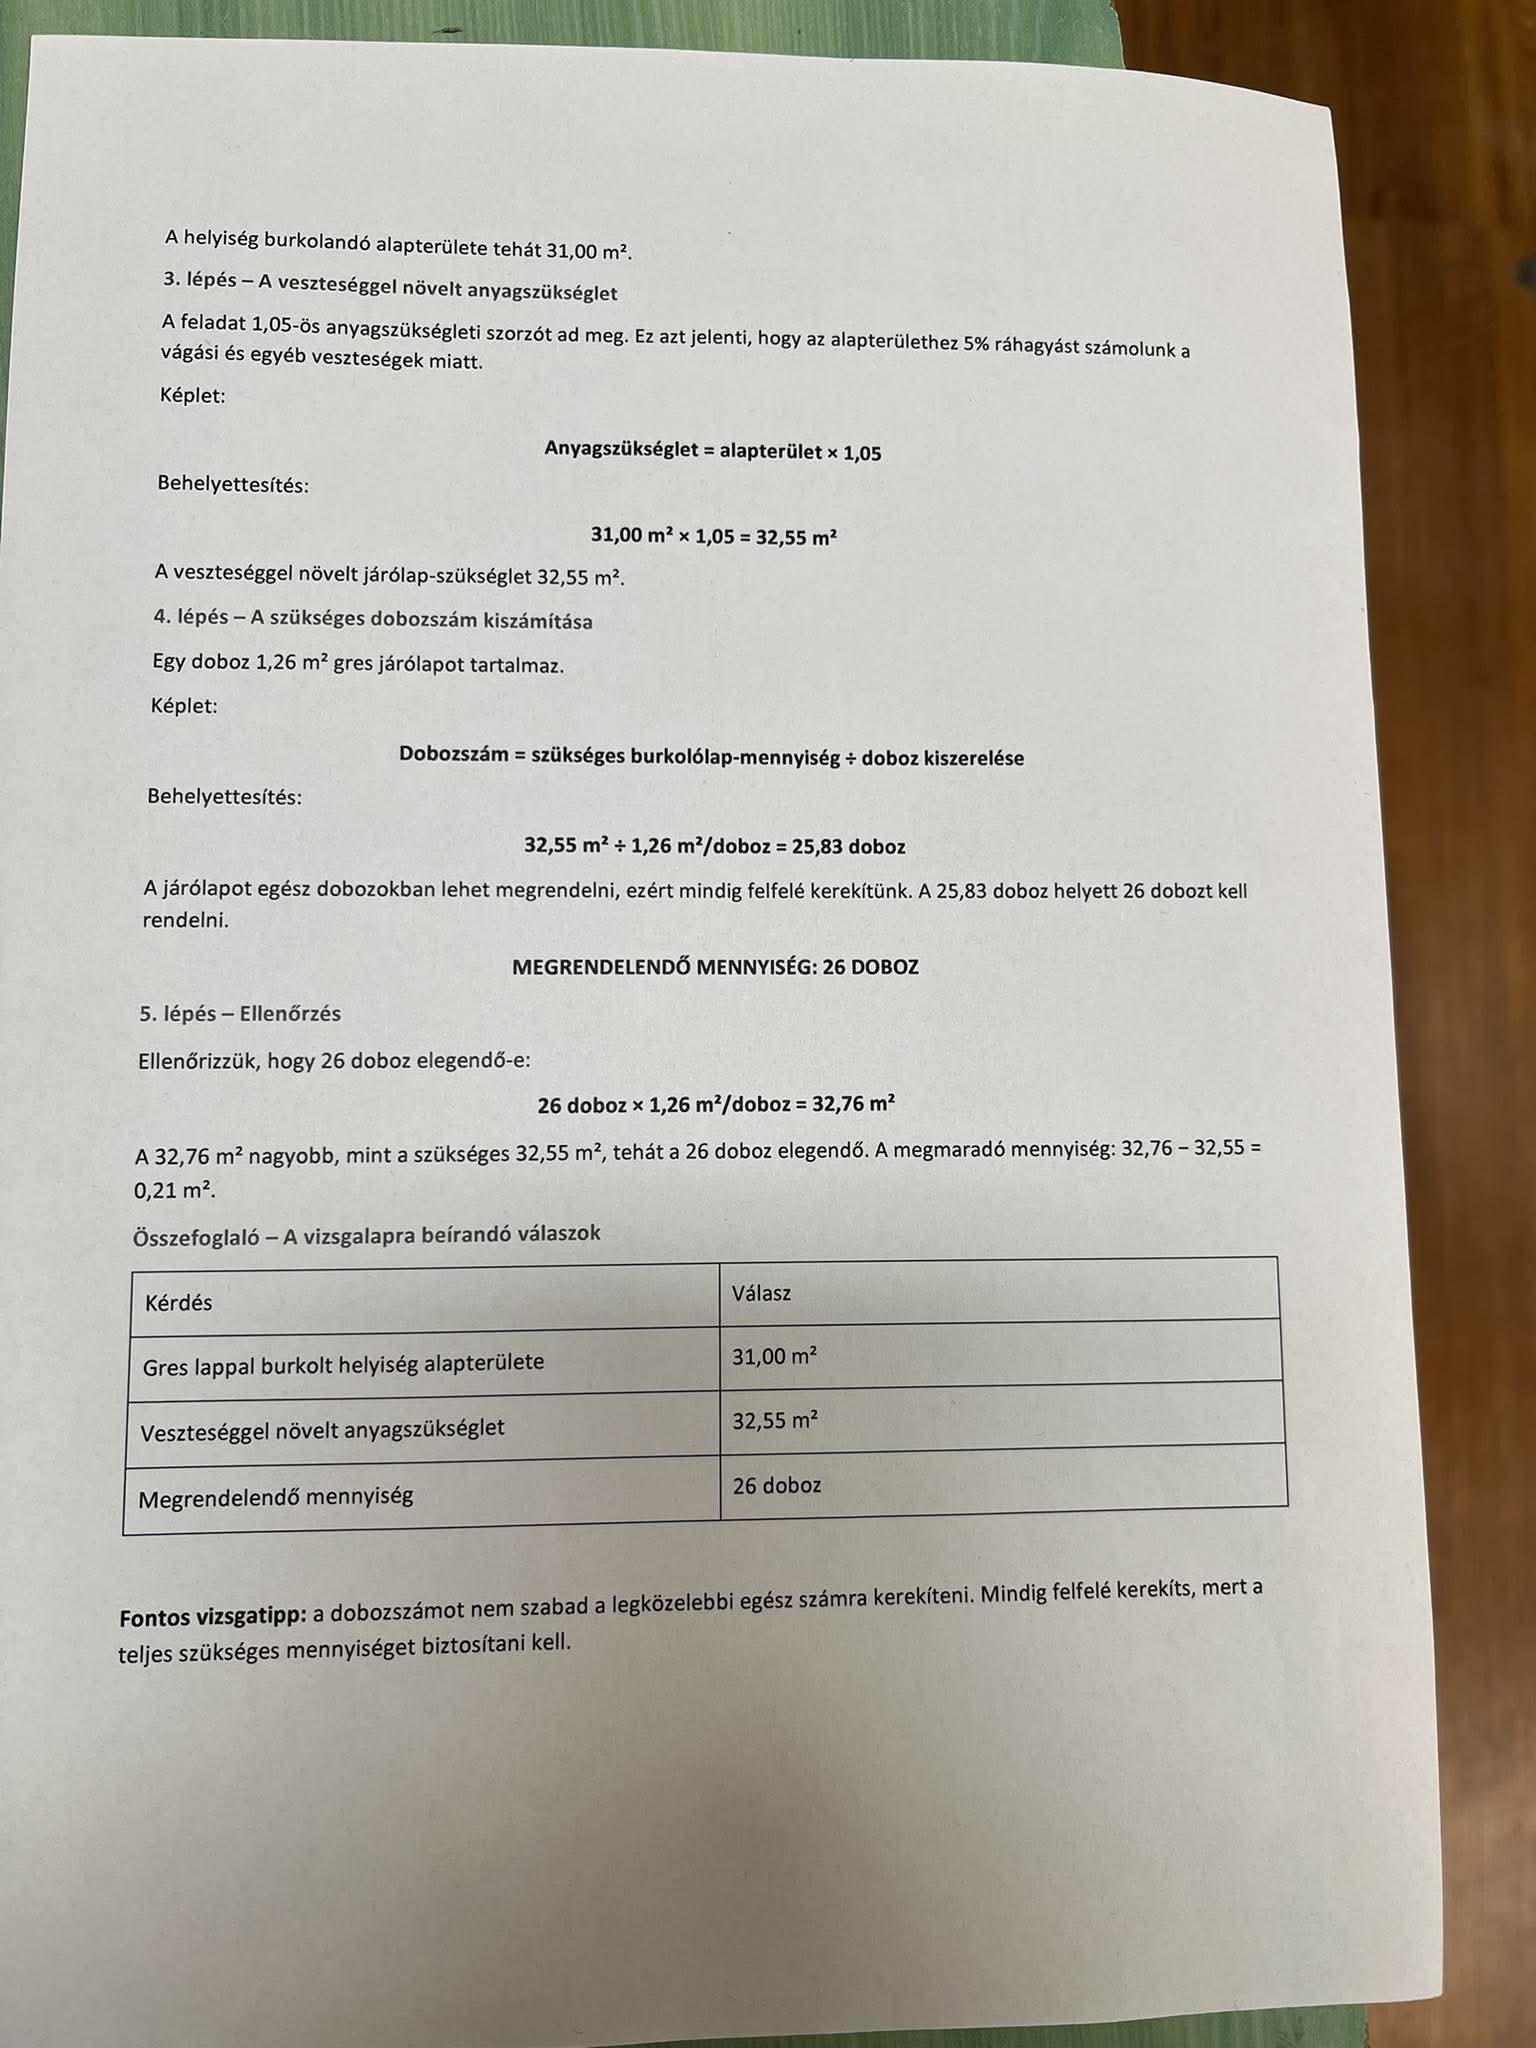 A helyiség burkolandó alapterülete tehát 31,00 m².
3. lépés – A veszteséggel növelt anyagszükséglet
A feladat 1,05-ös anyagszükségleti szorzót ad meg. Ez azt jelenti, hogy az alapterülethez 5% ráhagyást számolunk a
vágási és egyéb veszteségek miatt.
Képlet:
Anyagszükséglet = alapterület × 1,05
Behelyettesítés:
31,00 m² × 1,05 = 32,55 m²
A veszteséggel növelt járólap-szükséglet 32,55 m².
4. lépés – A szükséges dobozszám kiszámítása
Egy doboz 1,26 m² gres járólapot tartalmaz.
Képlet:
Dobozszám = szükséges burkolólap-mennyiség ÷ doboz kiszerelése
Behelyettesítés:
32,55 m² ÷ 1,26 m²/doboz = 25,83 doboz
A járólapot egész dobozokban lehet megrendelni, ezért mindig felfelé kerekítünk. A 25,83 doboz helyett 26 dobozt kell
rendelni.
MEGRENDELENDŐ MENNYISÉG: 26 DOBOZ
5. lépés – Ellenőrzés
Ellenőrizzük, hogy 26 doboz elegendő-e:
26 doboz × 1,26 m²/doboz = 32,76 m²
A 32,76 m² nagyobb, mint a szükséges 32,55 m², tehát a 26 doboz elegendő. A megmaradó mennyiség: 32,76 – 32,55 =
0,21 m².
Összefoglaló – A vizsgalapra beírandó válaszok
Kérdés Válasz
Gres lappal burkolt helyiség alapterülete 31,00 m²
Veszteséggel növelt anyagszükséglet 32,55 m²
Megrendelendő mennyiség 26 doboz
Fontos vizsgatipp: a dobozszámot nem szabad a legközelebbi egész számra kerekíteni. Mindig felfelé kerekíts, mert a
teljes szükséges mennyiséget biztosítani kell.